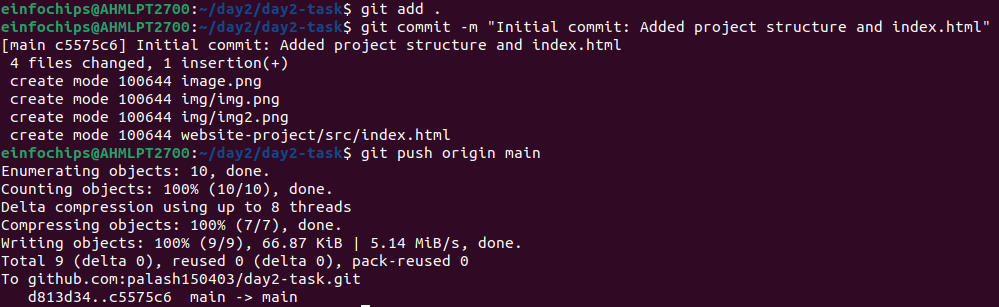 einfochips@AHMLPT2700:~/day2/day2-task$ git add .
einfochips@AHMLPT2700:~/day2/day2-task$ git commit -m "Initial commit: Added project structure and index.html"
[main c5575c6] Initial commit: Added project structure and index.html
 4 files changed, 1 insertion(+)
 create mode 100644 image.png
 create mode 100644 img/img.png
 create mode 100644 img/img2.png
 create mode 100644 website-project/src/index.html
einfochips@AHMLPT2700:~/day2/day2-task$ git push origin main
Enumerating objects: 10, done.
Counting objects: 100% (10/10), done.
Delta compression using up to 8 threads
Compressing objects: 100% (7/7), done.
Writing objects: 100% (9/9), 66.87 KiB | 5.14 MiB/s, done.
Total 9 (delta 0), reused 0 (delta 0), pack-reused 0
To github.com:palash150403/day2-task.git
   d813d34..c5575c6  main -> main